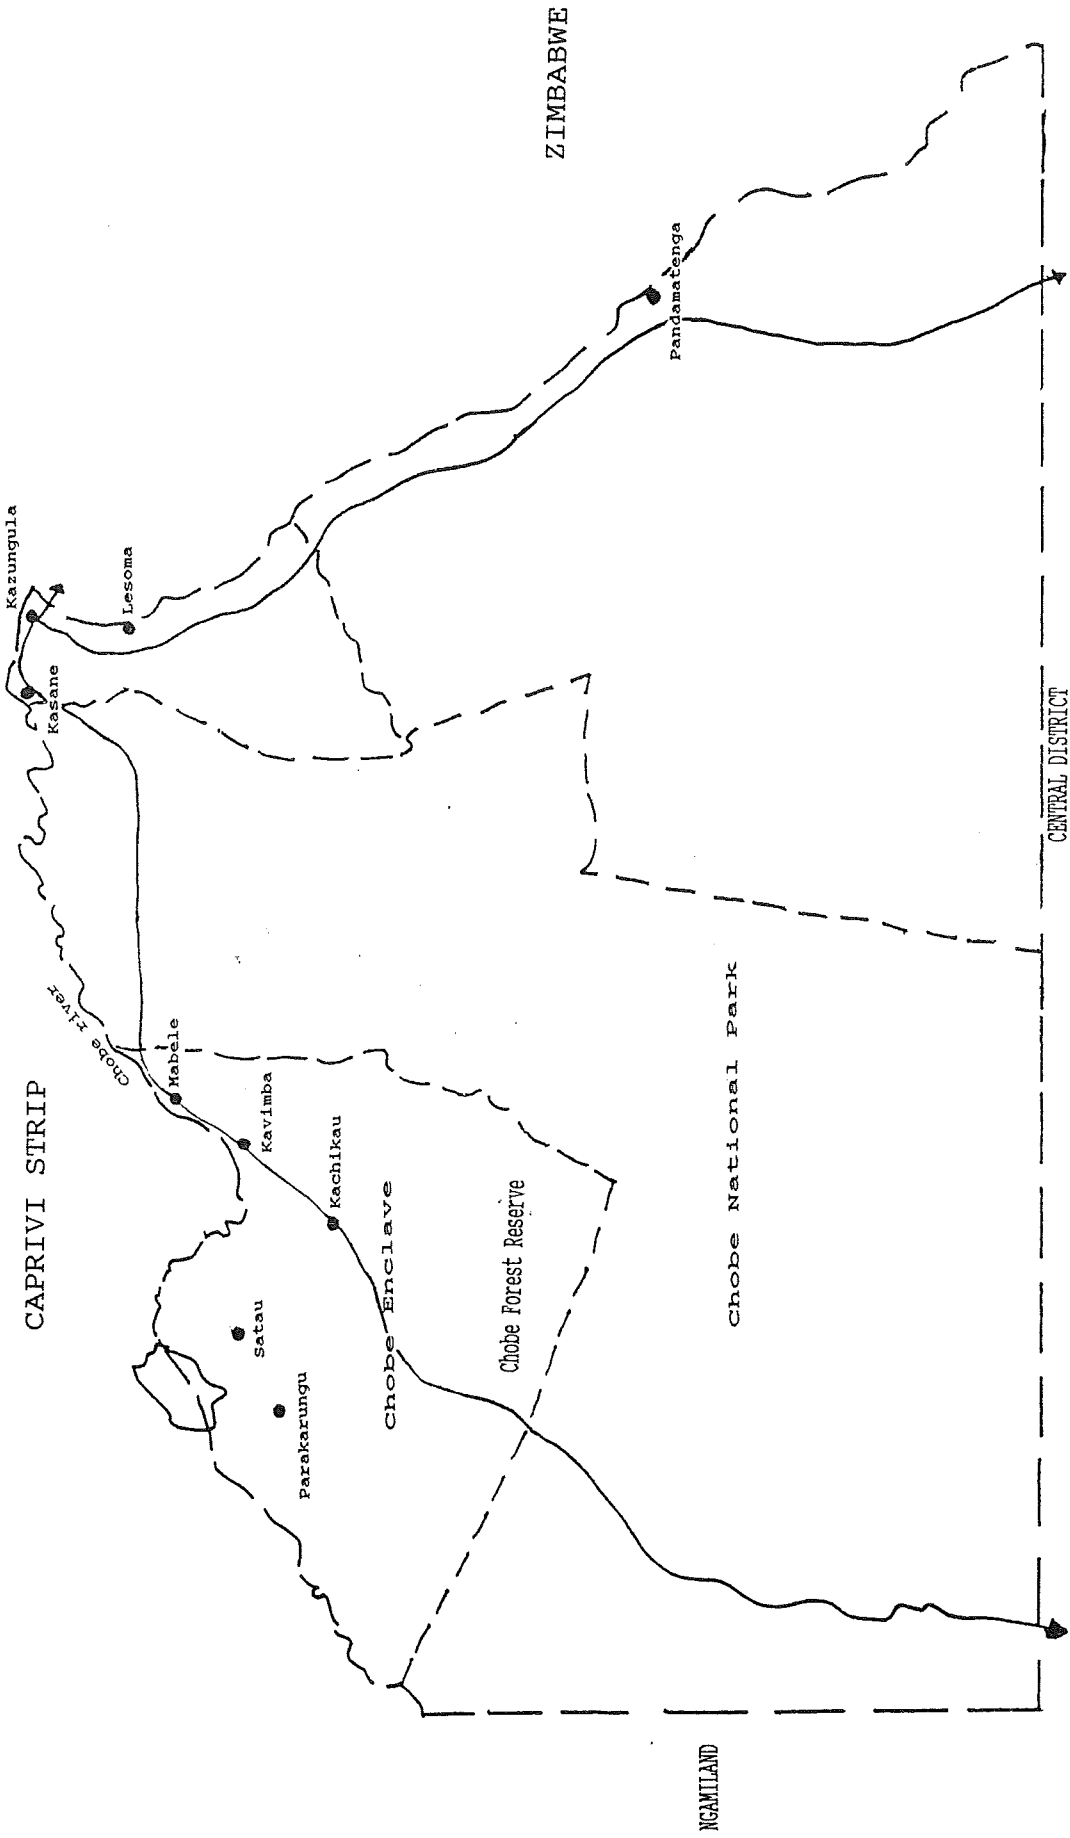 CAPRIVI STRIP
ZIMBABWE
Kazungula
Kasane
Lesoma
Chobe river
Mabele
Kavimba
Kachikau
Satau
Parakarungu
Chobe Enclave
Chobe Forest Reserve
Pandamatenga
Chobe National Park
NGAMILAND
CENTRAL DISTRICT